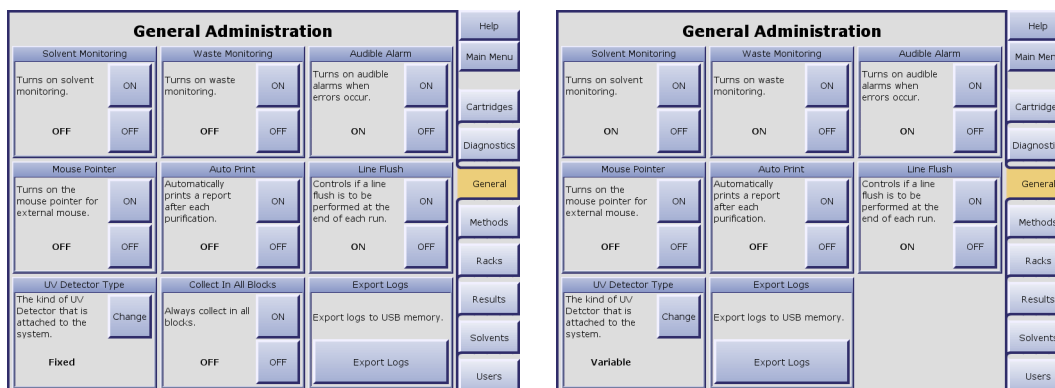 General Administration
Help
Main Menu
Cartridges
Diagnostics
General
Methods
Racks
Results
Solvents
Users
Solvent Monitoring
Turns on solvent
monitoring.
ON
OFF
OFF
Waste Monitoring
Turns on waste
monitoring.
ON
OFF
OFF
Audible Alarm
Turns on audible
alarms when
errors occur.
ON
ON
OFF
Mouse Pointer
Turns on the
mouse pointer for
external mouse.
ON
OFF
OFF
Auto Print
Automatically
prints a report
after each
purification.
ON
OFF
OFF
Line Flush
Controls if a line
flush is to be
performed at the
end of each run.
ON
ON
OFF
UV Detector Type
The kind of UV
Detctor that is
attached to the
system.
Change
Fixed
Collect In All Blocks
Always collect in all
blocks.
ON
OFF
OFF
Export Logs
Export logs to USB memory.
Export Logs
General Administration
Help
Main Men
Cartridge
Diagnosti
General
Methods
Racks
Results
Solvents
Users
Solvent Monitoring
Turns on solvent
monitoring.
ON
ON
OFF
Waste Monitoring
Turns on waste
monitoring.
ON
ON
OFF
Audible Alarm
Turns on audible
alarms when
errors occur.
ON
ON
OFF
Mouse Pointer
Turns on the
mouse pointer for
external mouse.
ON
OFF
OFF
Auto Print
Automatically
prints a report
after each
purification.
ON
OFF
OFF
Line Flush
Controls if a line
flush is to be
performed at the
end of each run.
ON
ON
OFF
UV Detector Type
The kind of UV
Detctor that is
attached to the
system.
Change
Variable
Export Logs
Export logs to USB memory.
Export Logs